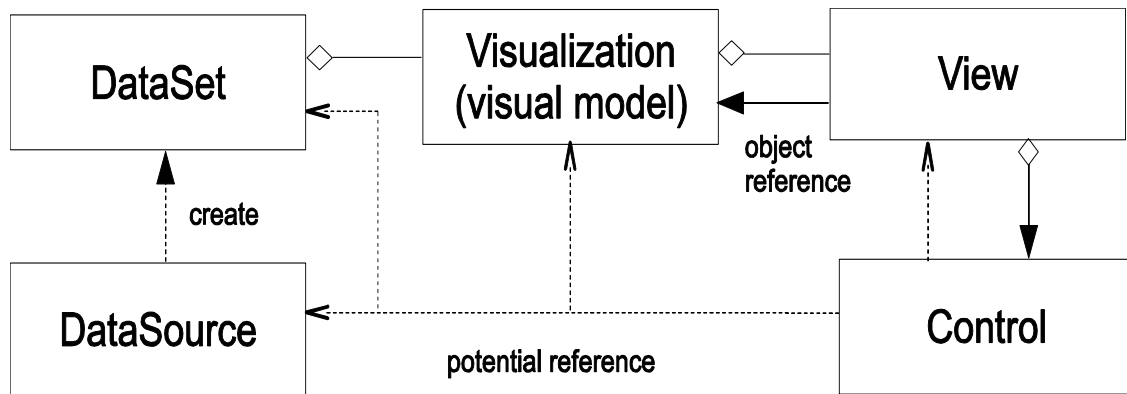 DataSet
Visualization
(visual model)
View
object
reference
create
DataSource
Control
potential reference